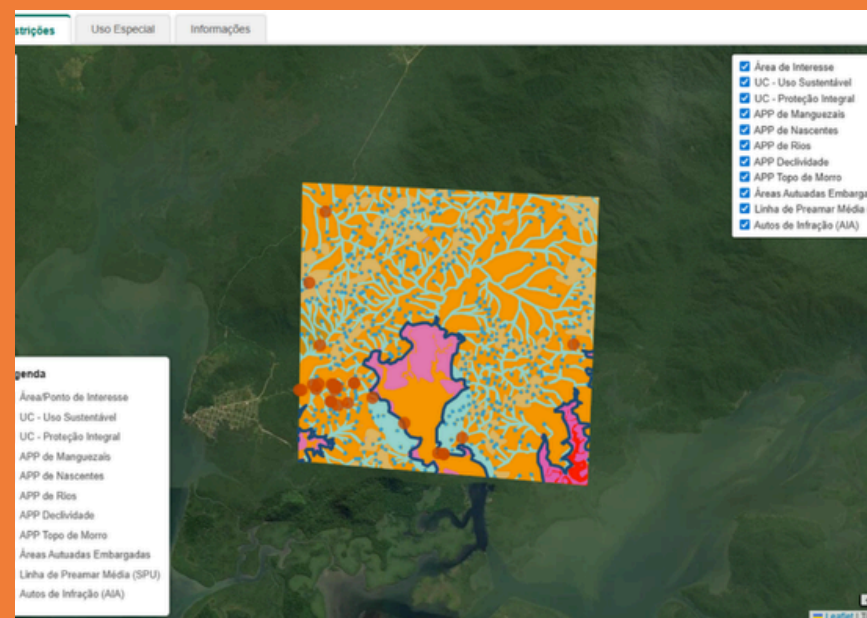 strições
Uso Especial
Informações
Área de Interesse
UC - Uso Sustentável
UC - Proteção Integral
APP de Manguezais
APP de Nascentes
APP de Rios
APP Declividade
APP Topo de Morro
Áreas Autuadas Embarga
Linha de Preamar Média
Autos de Infração (AIA)
genda
Área/Ponto de Interesse
UC - Uso Sustentável
UC - Proteção Integral
APP de Manguezais
APP de Nascentes
APP de Rios
APP Declividade
APP Topo de Morro
Áreas Autuadas Embargadas
Linha de Preamar Média (SPU)
Autos de Infração (AIA)
Leaflet |